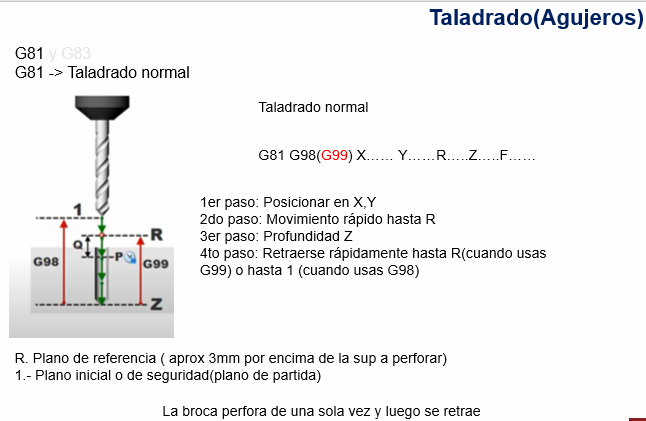 Taladrado(Agujeros)
G81 y G83
G81 -> Taladrado normal
Taladrado normal
G81 G98(G99) X...... Y......R.....Z.....F......
1er paso: Posicionar en X,Y
2do paso: Movimiento rápido hasta R
3er paso: Profundidad Z
4to paso: Retraerse rápidamente hasta R(cuando usas
G99) o hasta 1 (cuando usas G98)
1
R
Q
P
G98
G99
Z
R. Plano de referencia ( aprox 3mm por encima de la sup a perforar)
1.- Plano inicial o de seguridad(plano de partida)
La broca perfora de una sola vez y luego se retrae